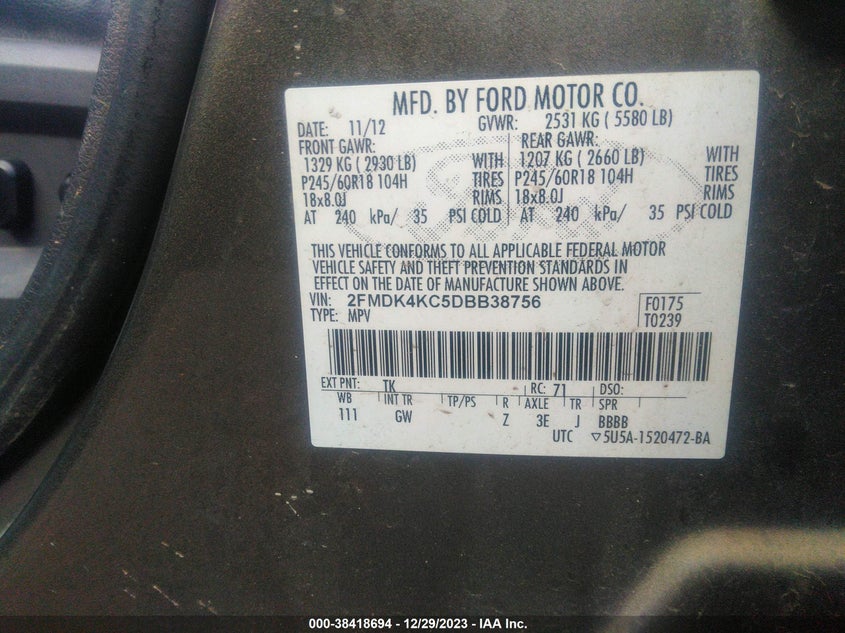 MFD. BY FORD MOTOR CO.
DATE: 11/12 GVWR: 2531 KG ( 5580 LB)
FRONT GAWR: REAR GAWR:
1329 KG ( 2930 LB) WITH 1207 KG ( 2660 LB) WITH
P245/60R18 104H TIRES P245/60R18 104H TIRES
18x8.0J RIMS 18x8.0J RIMS
AT 240 kPa/ 35 PSI COLD AT 240 kPa/ 35 PSI COLD
THIS VEHICLE CONFORMS TO ALL APPLICABLE FEDERAL MOTOR
VEHICLE SAFETY AND THEFT PREVENTION STANDARDS IN
EFFECT ON THE DATE OF MANUFACTURE SHOWN ABOVE.
VIN: 2FMDK4KC5DBB38756 F0175
TYPE: MPV T0239
EXT PNT: TK RC: 71 DSO:
WB INT TR TP/PS R AXLE TR SPR
111 GW Z 3E J BBBB
UTC ▽5U5A-1520472-BA
000-38418694 - 12/29/2023 - IAA Inc.